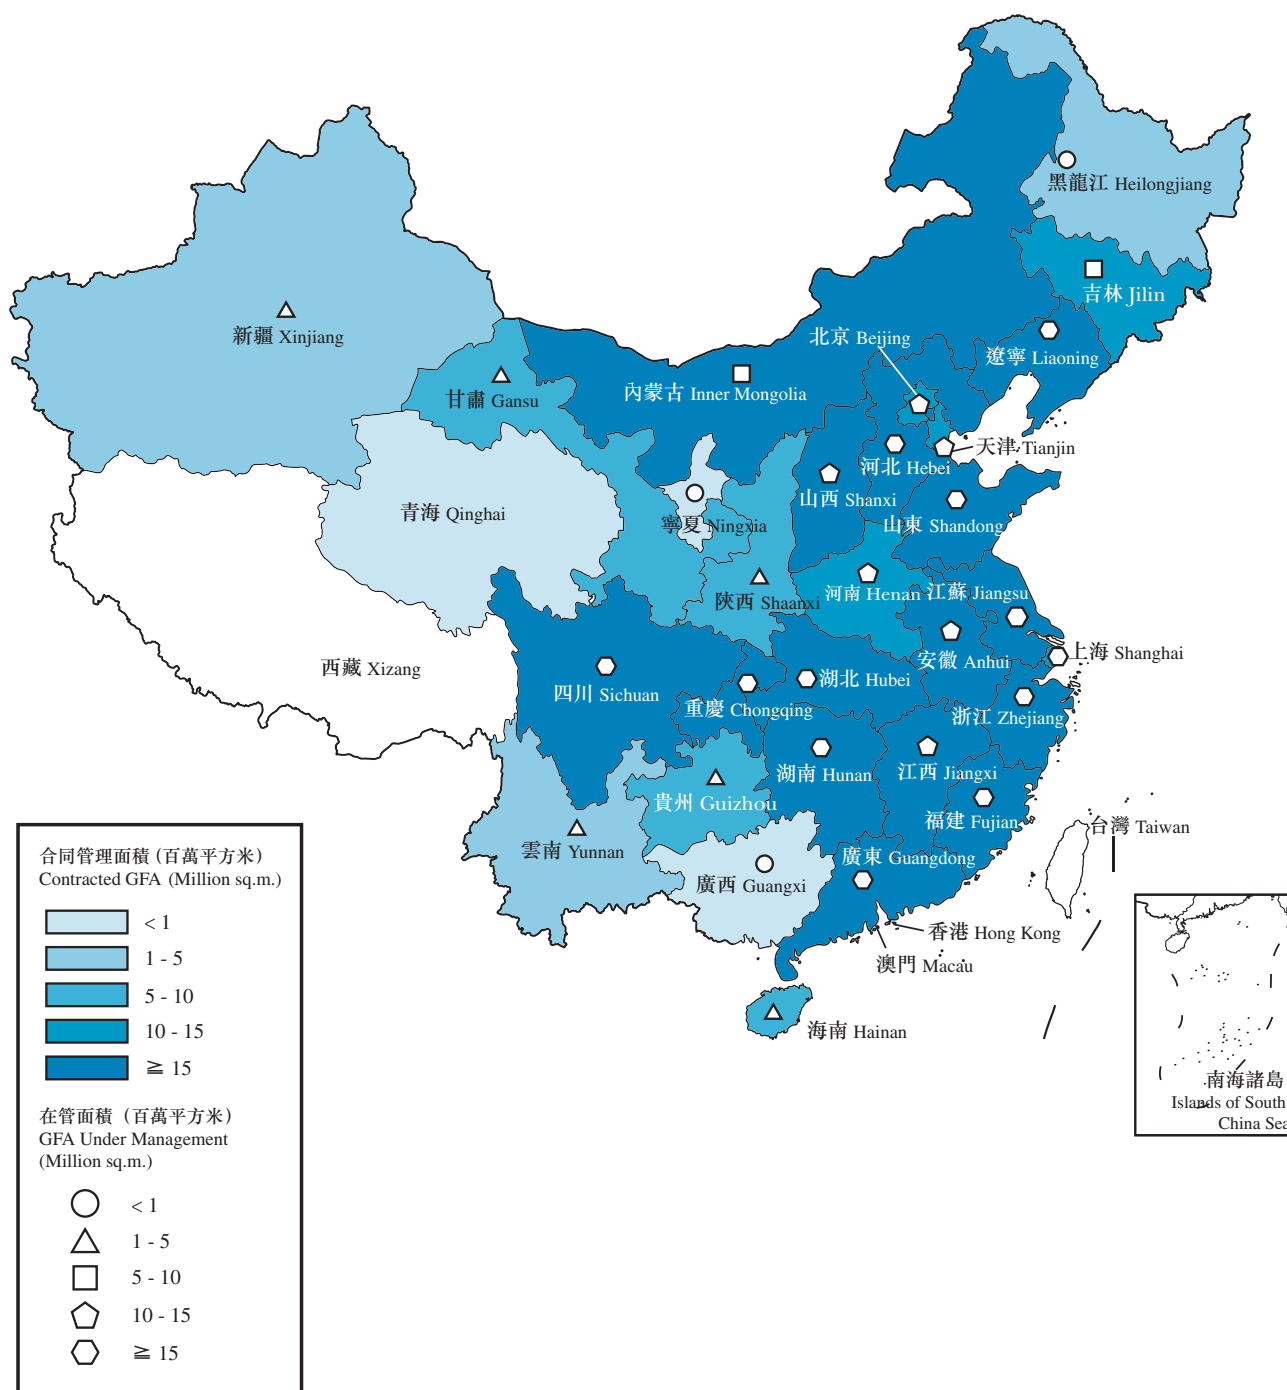 黑龍江 Heilongjiang
吉林 Jilin
新疆 Xinjiang
北京 Beijing
遼寧 Liaoning
內蒙古 Inner Mongolia
甘肅 Gansu
天津 Tianjin
河北 Hebei
山西 Shanxi
青海 Qinghai
寧夏 Ningxia
山東 Shandong
陝西 Shaanxi
河南 Henan
江蘇 Jiangsu
西藏 Xizang
安徽 Anhui
上海 Shanghai
四川 Sichuan
湖北 Hubei
重慶 Chongqing
浙江 Zhejiang
湖南 Hunan
江西 Jiangxi
貴州 Guizhou
福建 Fujian
台灣 Taiwan
雲南 Yunnan
廣東 Guangdong
廣西 Guangxi
香港 Hong Kong
澳門 Macau
海南 Hainan
南海諸島
Islands of South
China Sea
合同管理面積 (百萬平方米)
Contracted GFA (Million sq.m.)
< 1
1 - 5
5 - 10
10 - 15
≧ 15
在管面積 (百萬平方米)
GFA Under Management
(Million sq.m.)
< 1
1 - 5
5 - 10
10 - 15
≧ 15